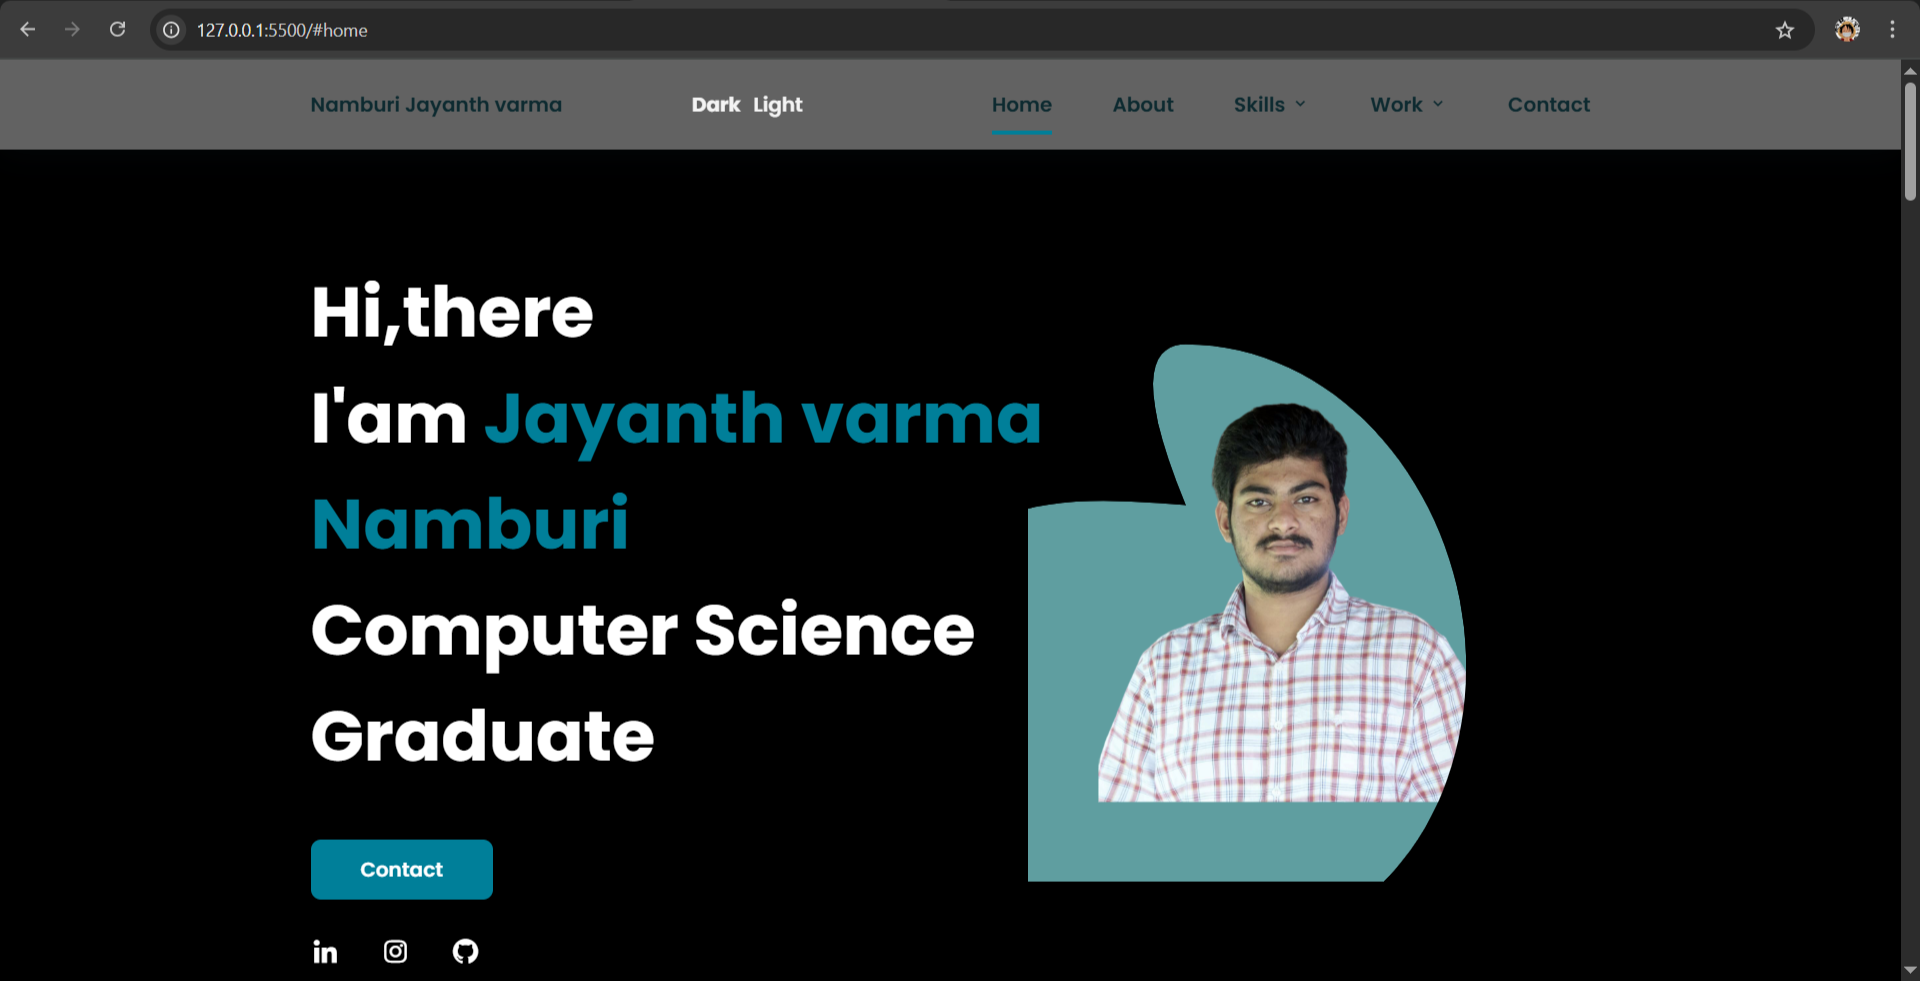 127.0.0.1:5500/#home
Namburi Jayanth varma
Dark Light
Home
About
Skills
Work
Contact
Hi,there
I'am Jayanth varma
Namburi
Computer Science
Graduate
Contact
in